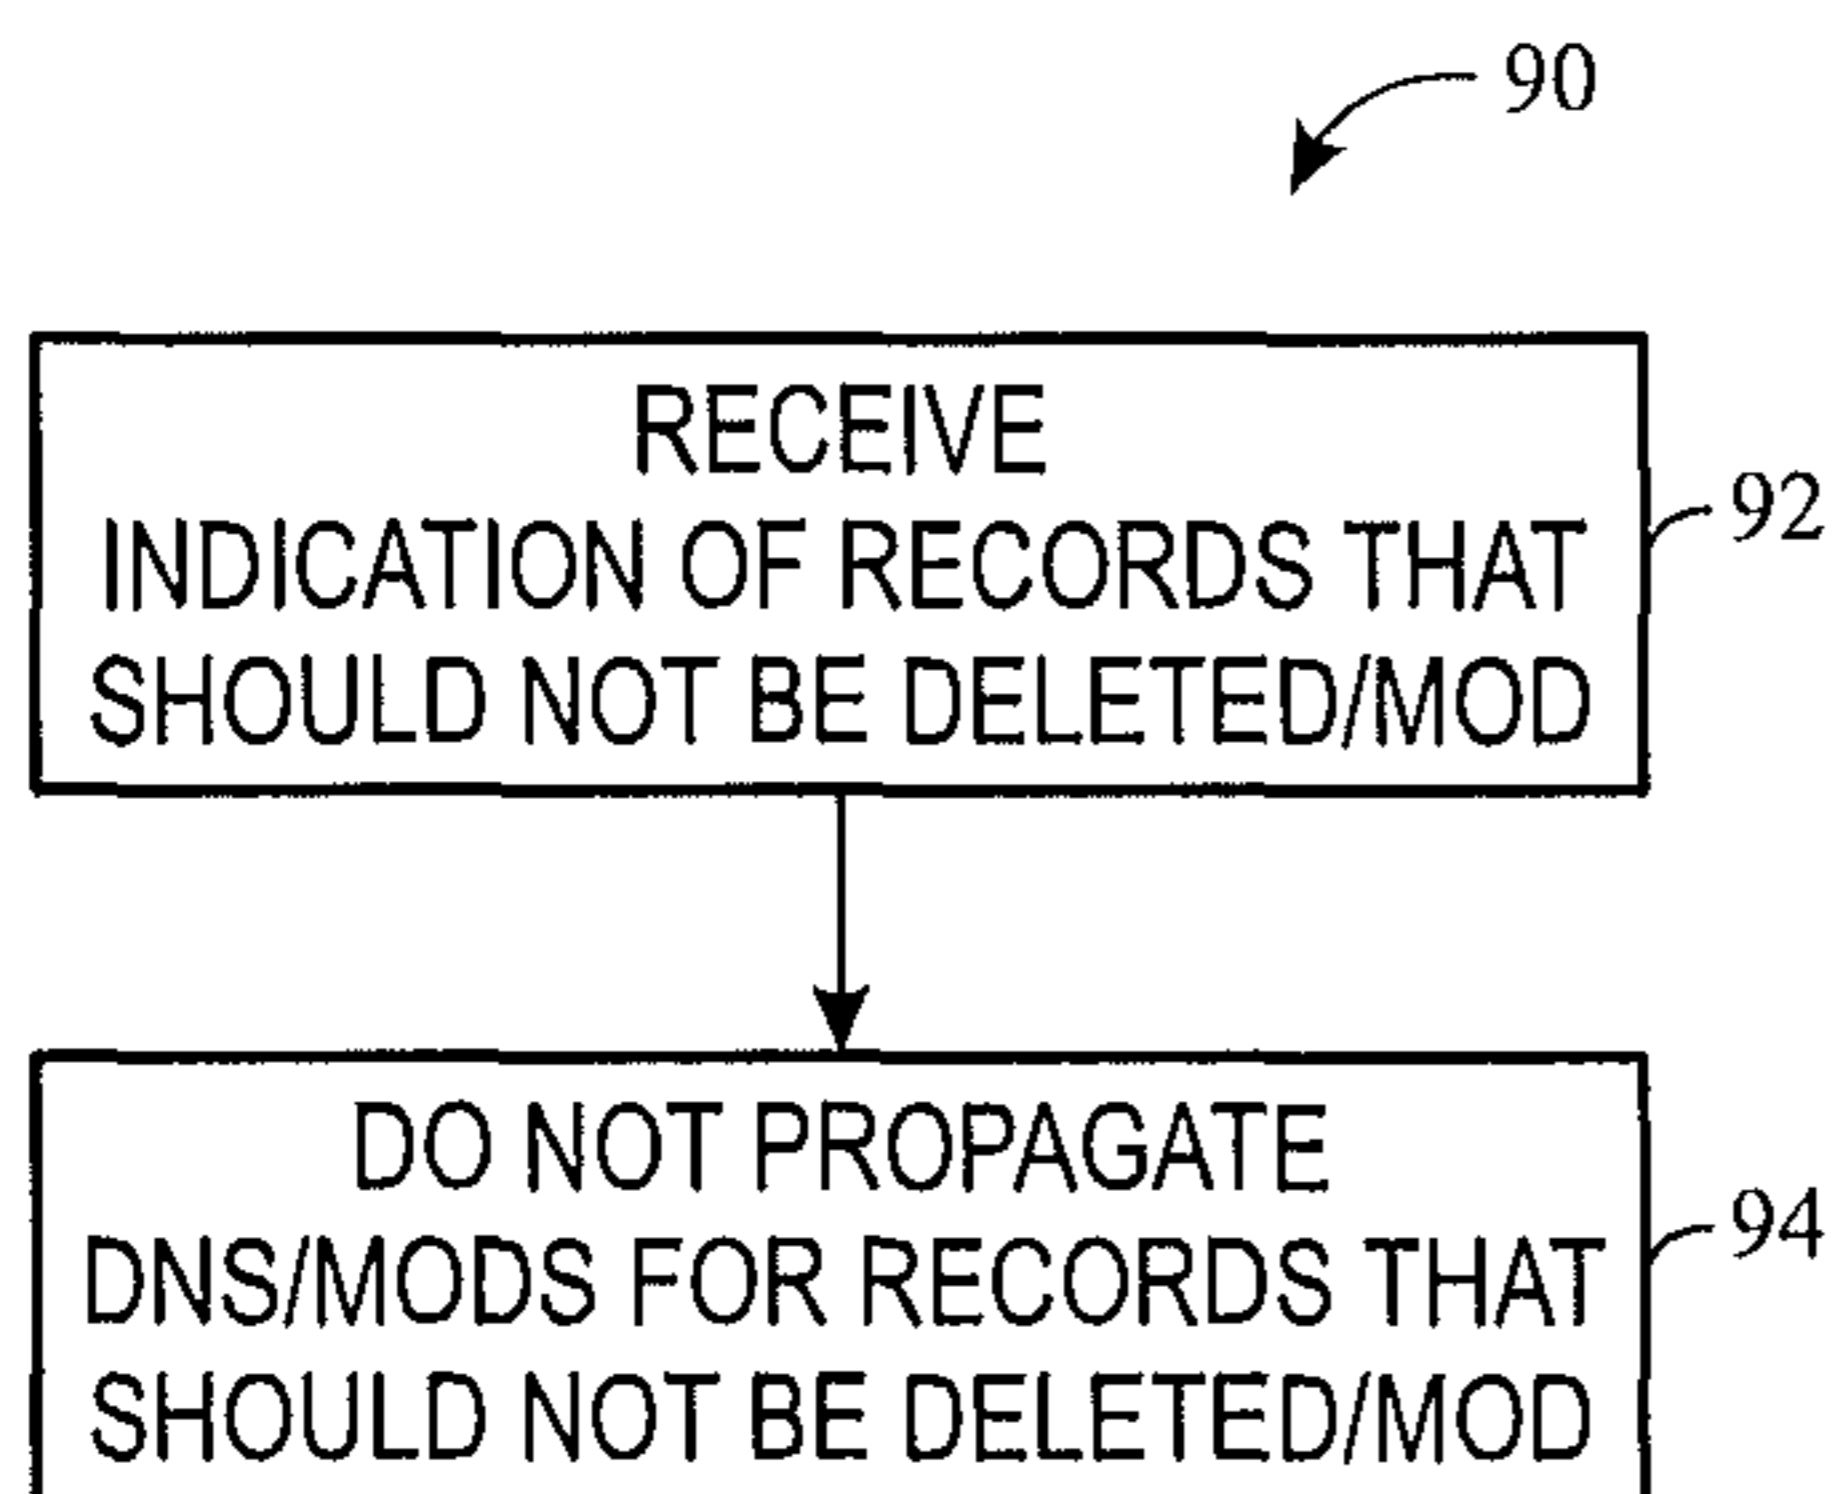 90
RECEIVE
INDICATION OF RECORDS THAT
SHOULD NOT BE DELETED/MOD
92
DO NOT PROPAGATE
DNS/MODS FOR RECORDS THAT
SHOULD NOT BE DELETED/MOD
94